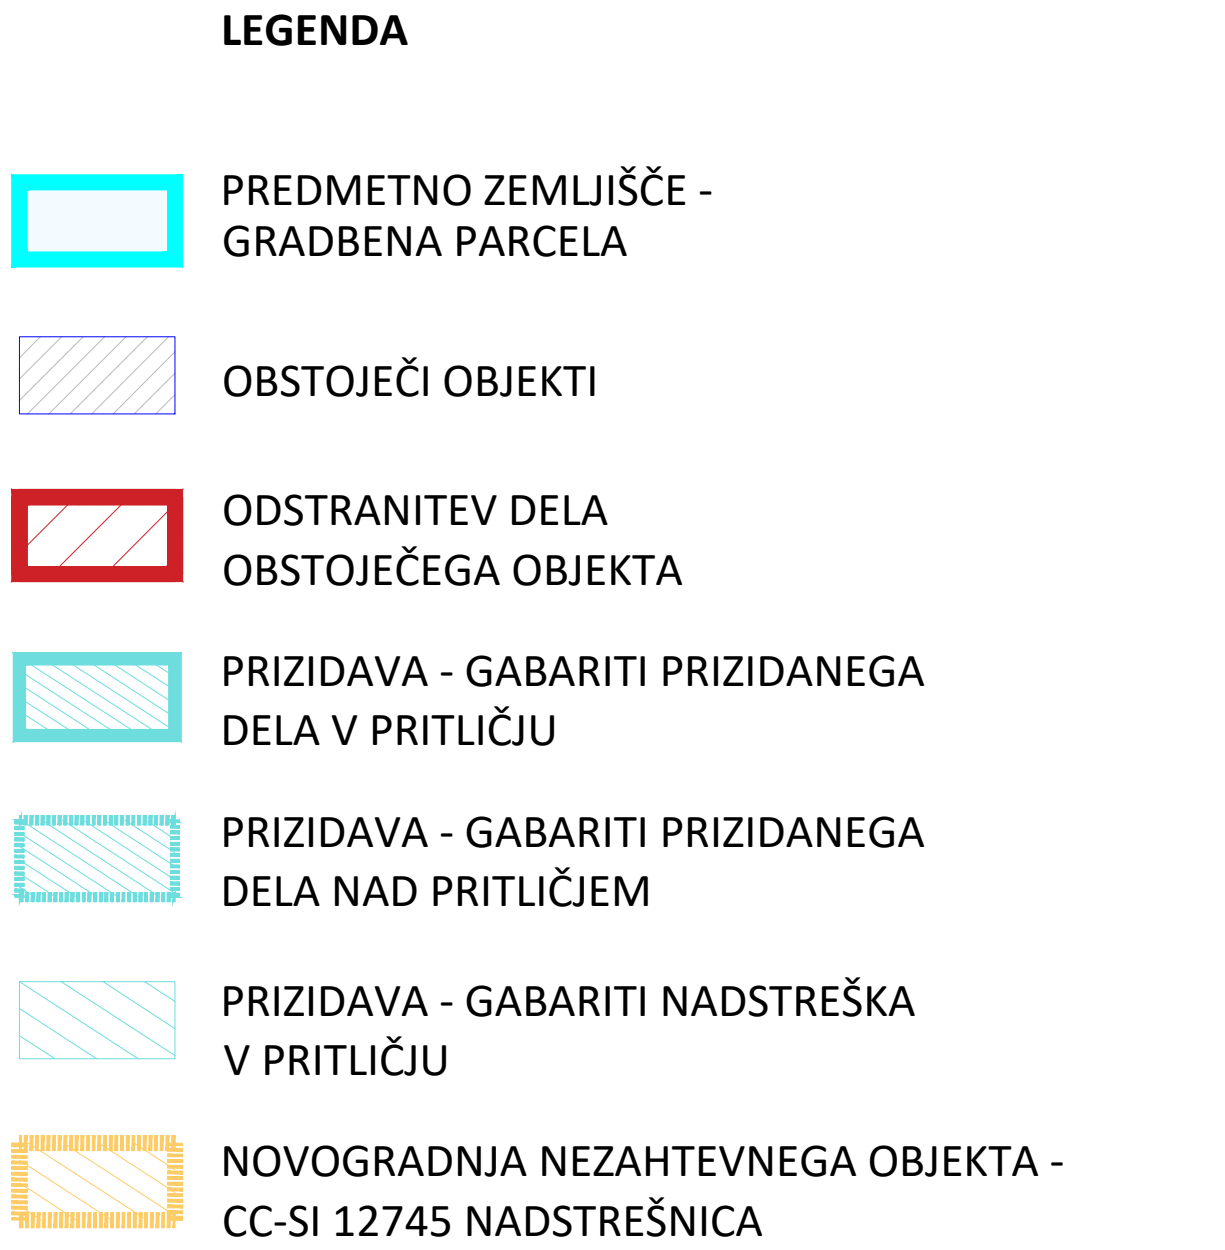 LEGENDA
PREDMETNO ZEMLJIŠČE -
GRADBENA PARCELA
OBSTOJEČI OBJEKTI
ODSTRANITEV DELA
OBSTOJEČEGA OBJEKTA
PRIZIDAVA - GABARITI PRIZIDANEGA
DELA V PRITLIČJU
PRIZIDAVA - GABARITI PRIZIDANEGA
DELA NAD PRITLIČJEM
PRIZIDAVA - GABARITI NADSTREŠKA
V PRITLIČJU
NOVOGRADNJA NEZAHTEVNEGA OBJEKTA -
CC-SI 12745 NADSTREŠNICA